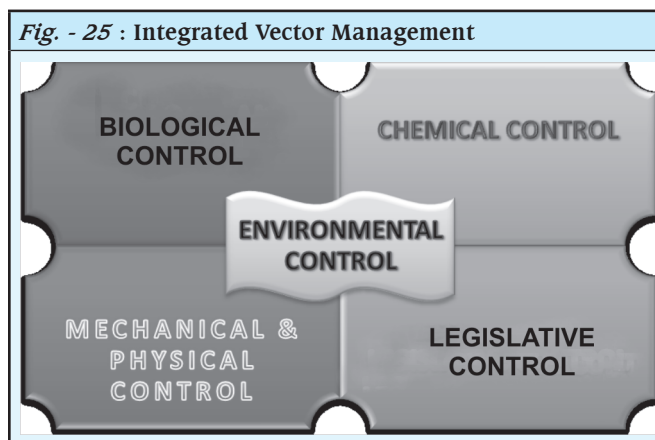 Fig. - 25 : Integrated Vector Management
BIOLOGICAL
CONTROL
CHEMICAL CONTROL
ENVIRONMENTAL
CONTROL
MECHANICAL &
PHYSICAL
CONTROL
LEGISLATIVE
CONTROL